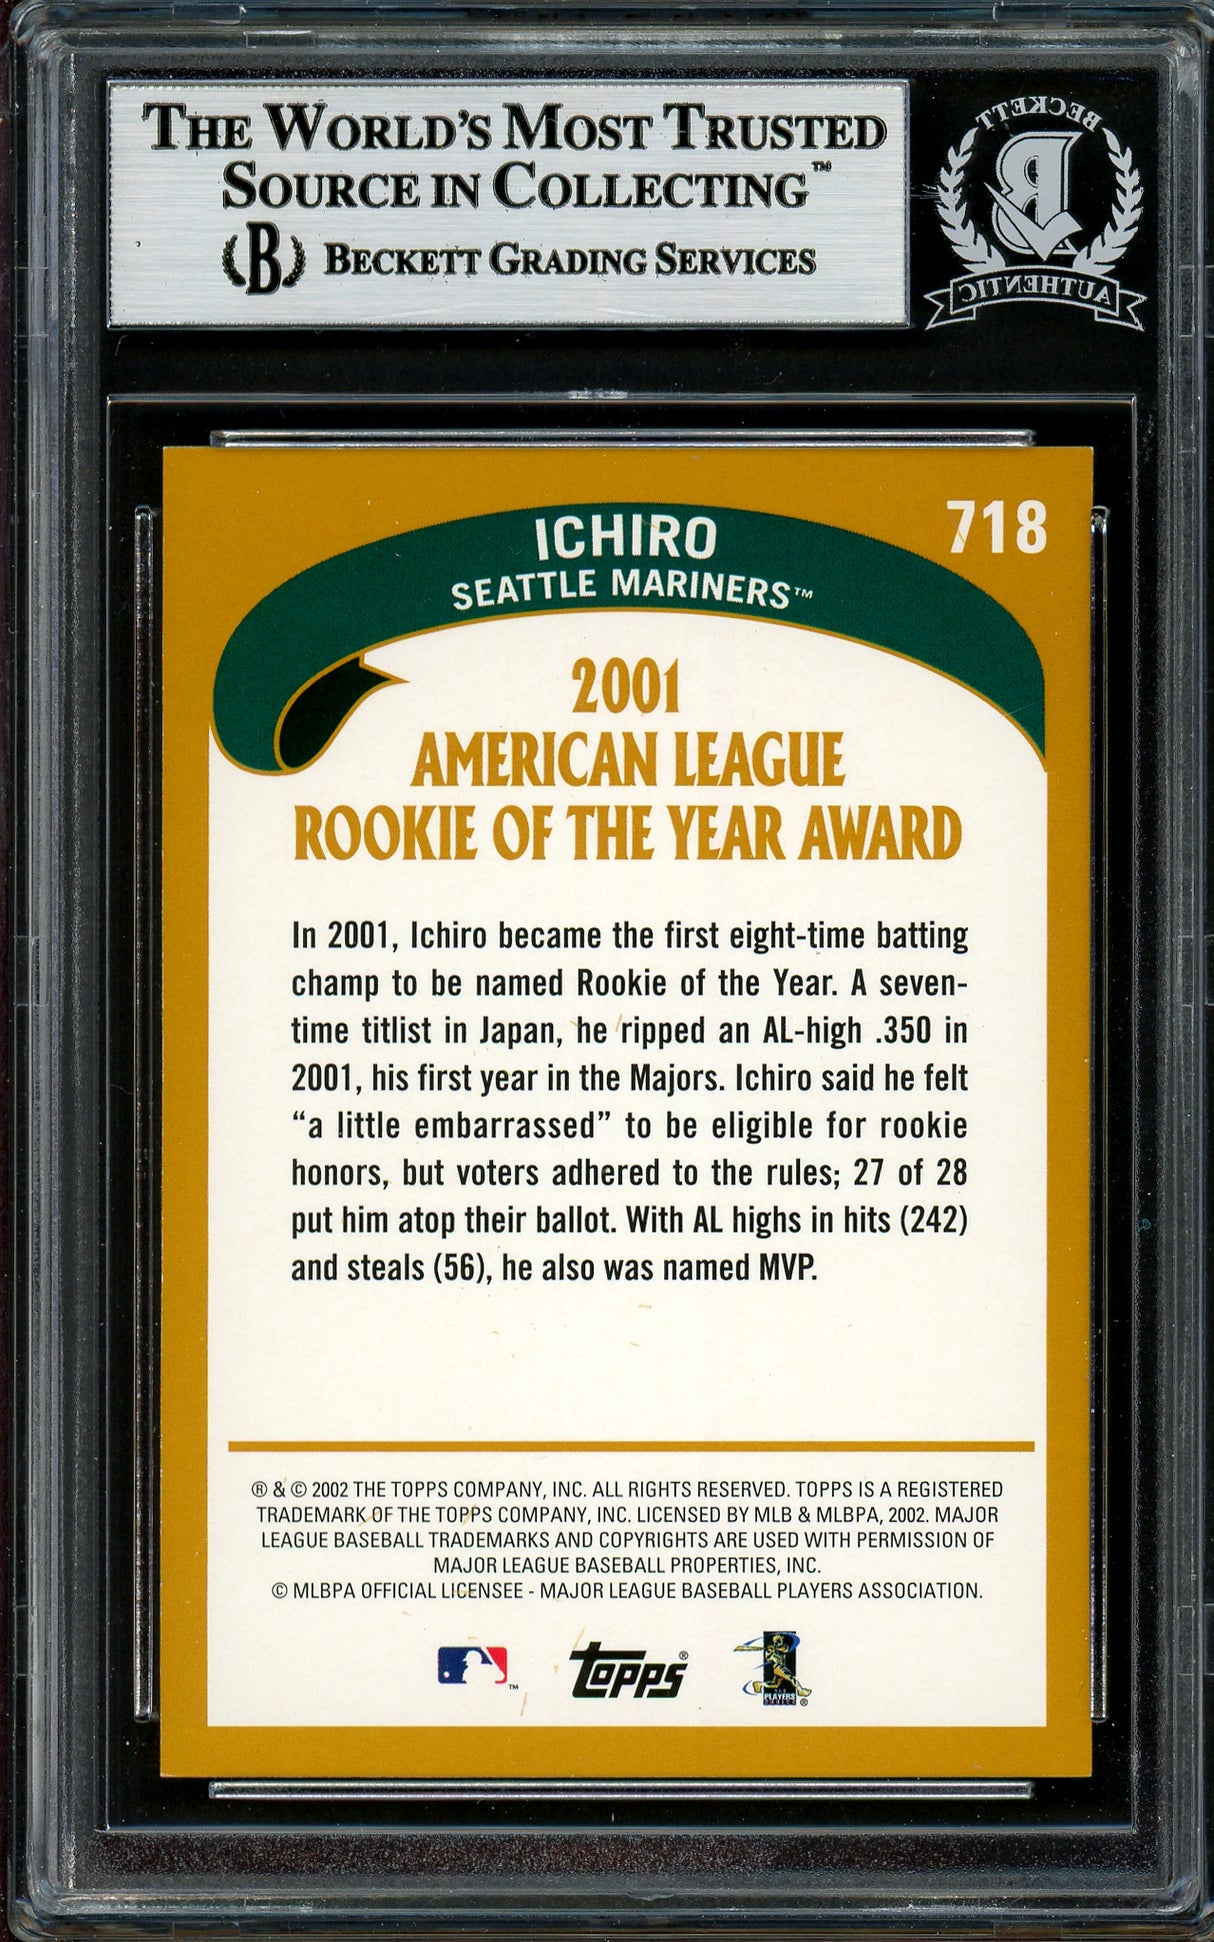 THE WORLD'S MOST TRUSTED
SOURCE IN COLLECTING™
B BECKETT GRADING SERVICES
BECKETT
B
AUTHENTIC
718
ICHIRO
SEATTLE MARINERS™
2001
AMERICAN LEAGUE
ROOKIE OF THE YEAR AWARD
In 2001, Ichiro became the first eight-time batting
champ to be named Rookie of the Year. A seven-
time titlist in Japan, he ripped an AL-high .350 in
2001, his first year in the Majors. Ichiro said he felt
“a little embarrassed” to be eligible for rookie
honors, but voters adhered to the rules; 27 of 28
put him atop their ballot. With AL highs in hits (242)
and steals (56), he also was named MVP.
® & © 2002 THE TOPPS COMPANY, INC. ALL RIGHTS RESERVED. TOPPS IS A REGISTERED
TRADEMARK OF THE TOPPS COMPANY, INC. LICENSED BY MLB & MLBPA, 2002. MAJOR
LEAGUE BASEBALL TRADEMARKS AND COPYRIGHTS ARE USED WITH PERMISSION OF
MAJOR LEAGUE BASEBALL PROPERTIES, INC.
© MLBPA OFFICIAL LICENSEE - MAJOR LEAGUE BASEBALL PLAYERS ASSOCIATION.
™ Topps® PLAYERS ®